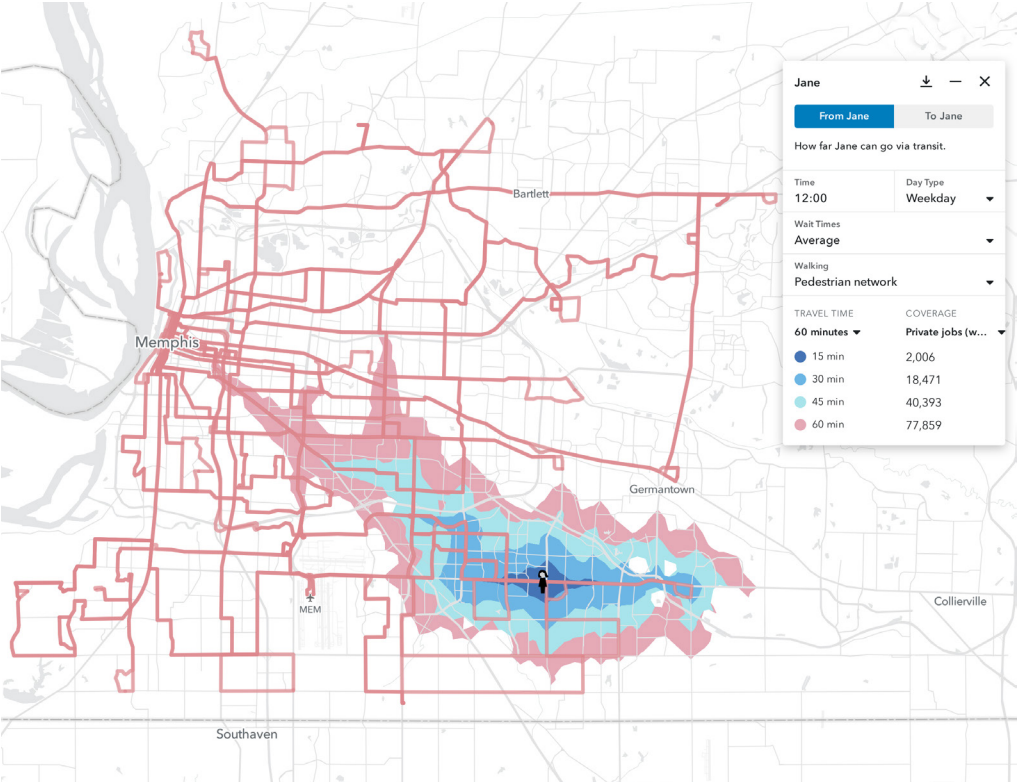 Bartlett
Memphis
Germantown
MEM
Collierville
Southaven
Jane
From Jane
To Jane
How far Jane can go via transit.
Time
12:00
Day Type
Weekday
Wait Times
Average
Walking
Pedestrian network
TRAVEL TIME
COVERAGE
60 minutes
Private jobs (w...
15 min
2,006
30 min
18,471
45 min
40,393
60 min
77,859